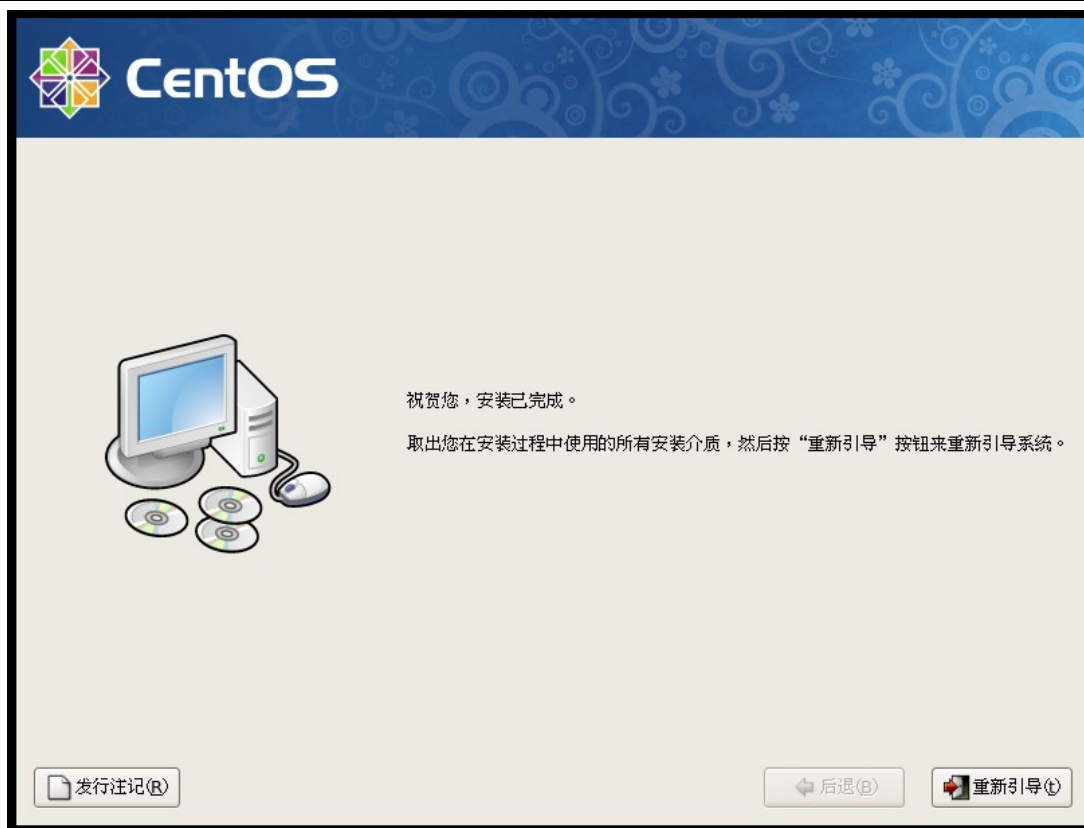 CentOS
祝贺您，安装已完成。
取出您在安装过程中使用的所有安装介质，然后按“重新引导”按钮来重新引导系统。
发行注记(R)
后退(B)
重新引导(t)